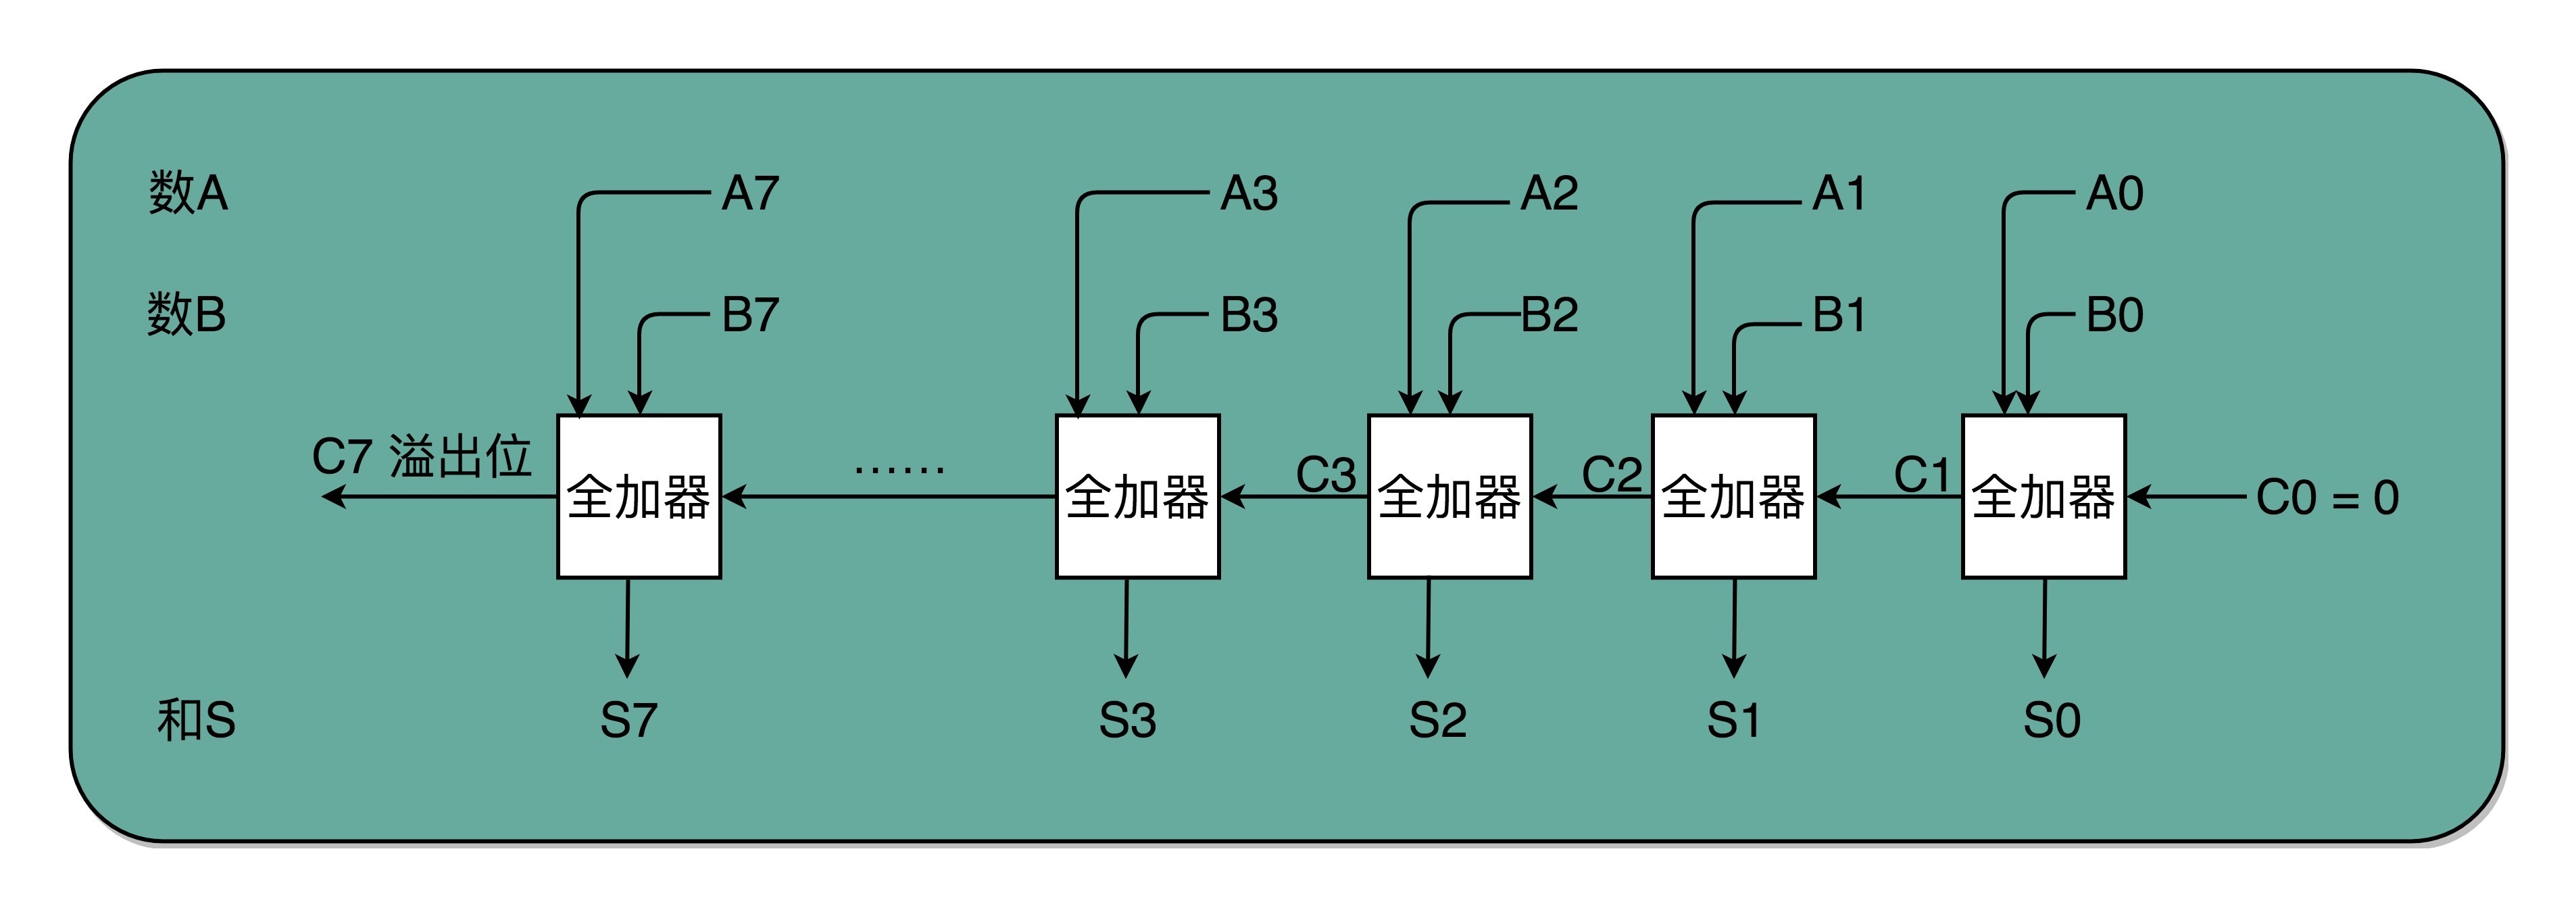 数A A7 A3 A2 A1 A0
数B B7 B3 B2 B1 B0
C7 溢出位 ...... C3 C2 C1
全加器 全加器 全加器 全加器 全加器 C0 = 0
和S S7 S3 S2 S1 S0